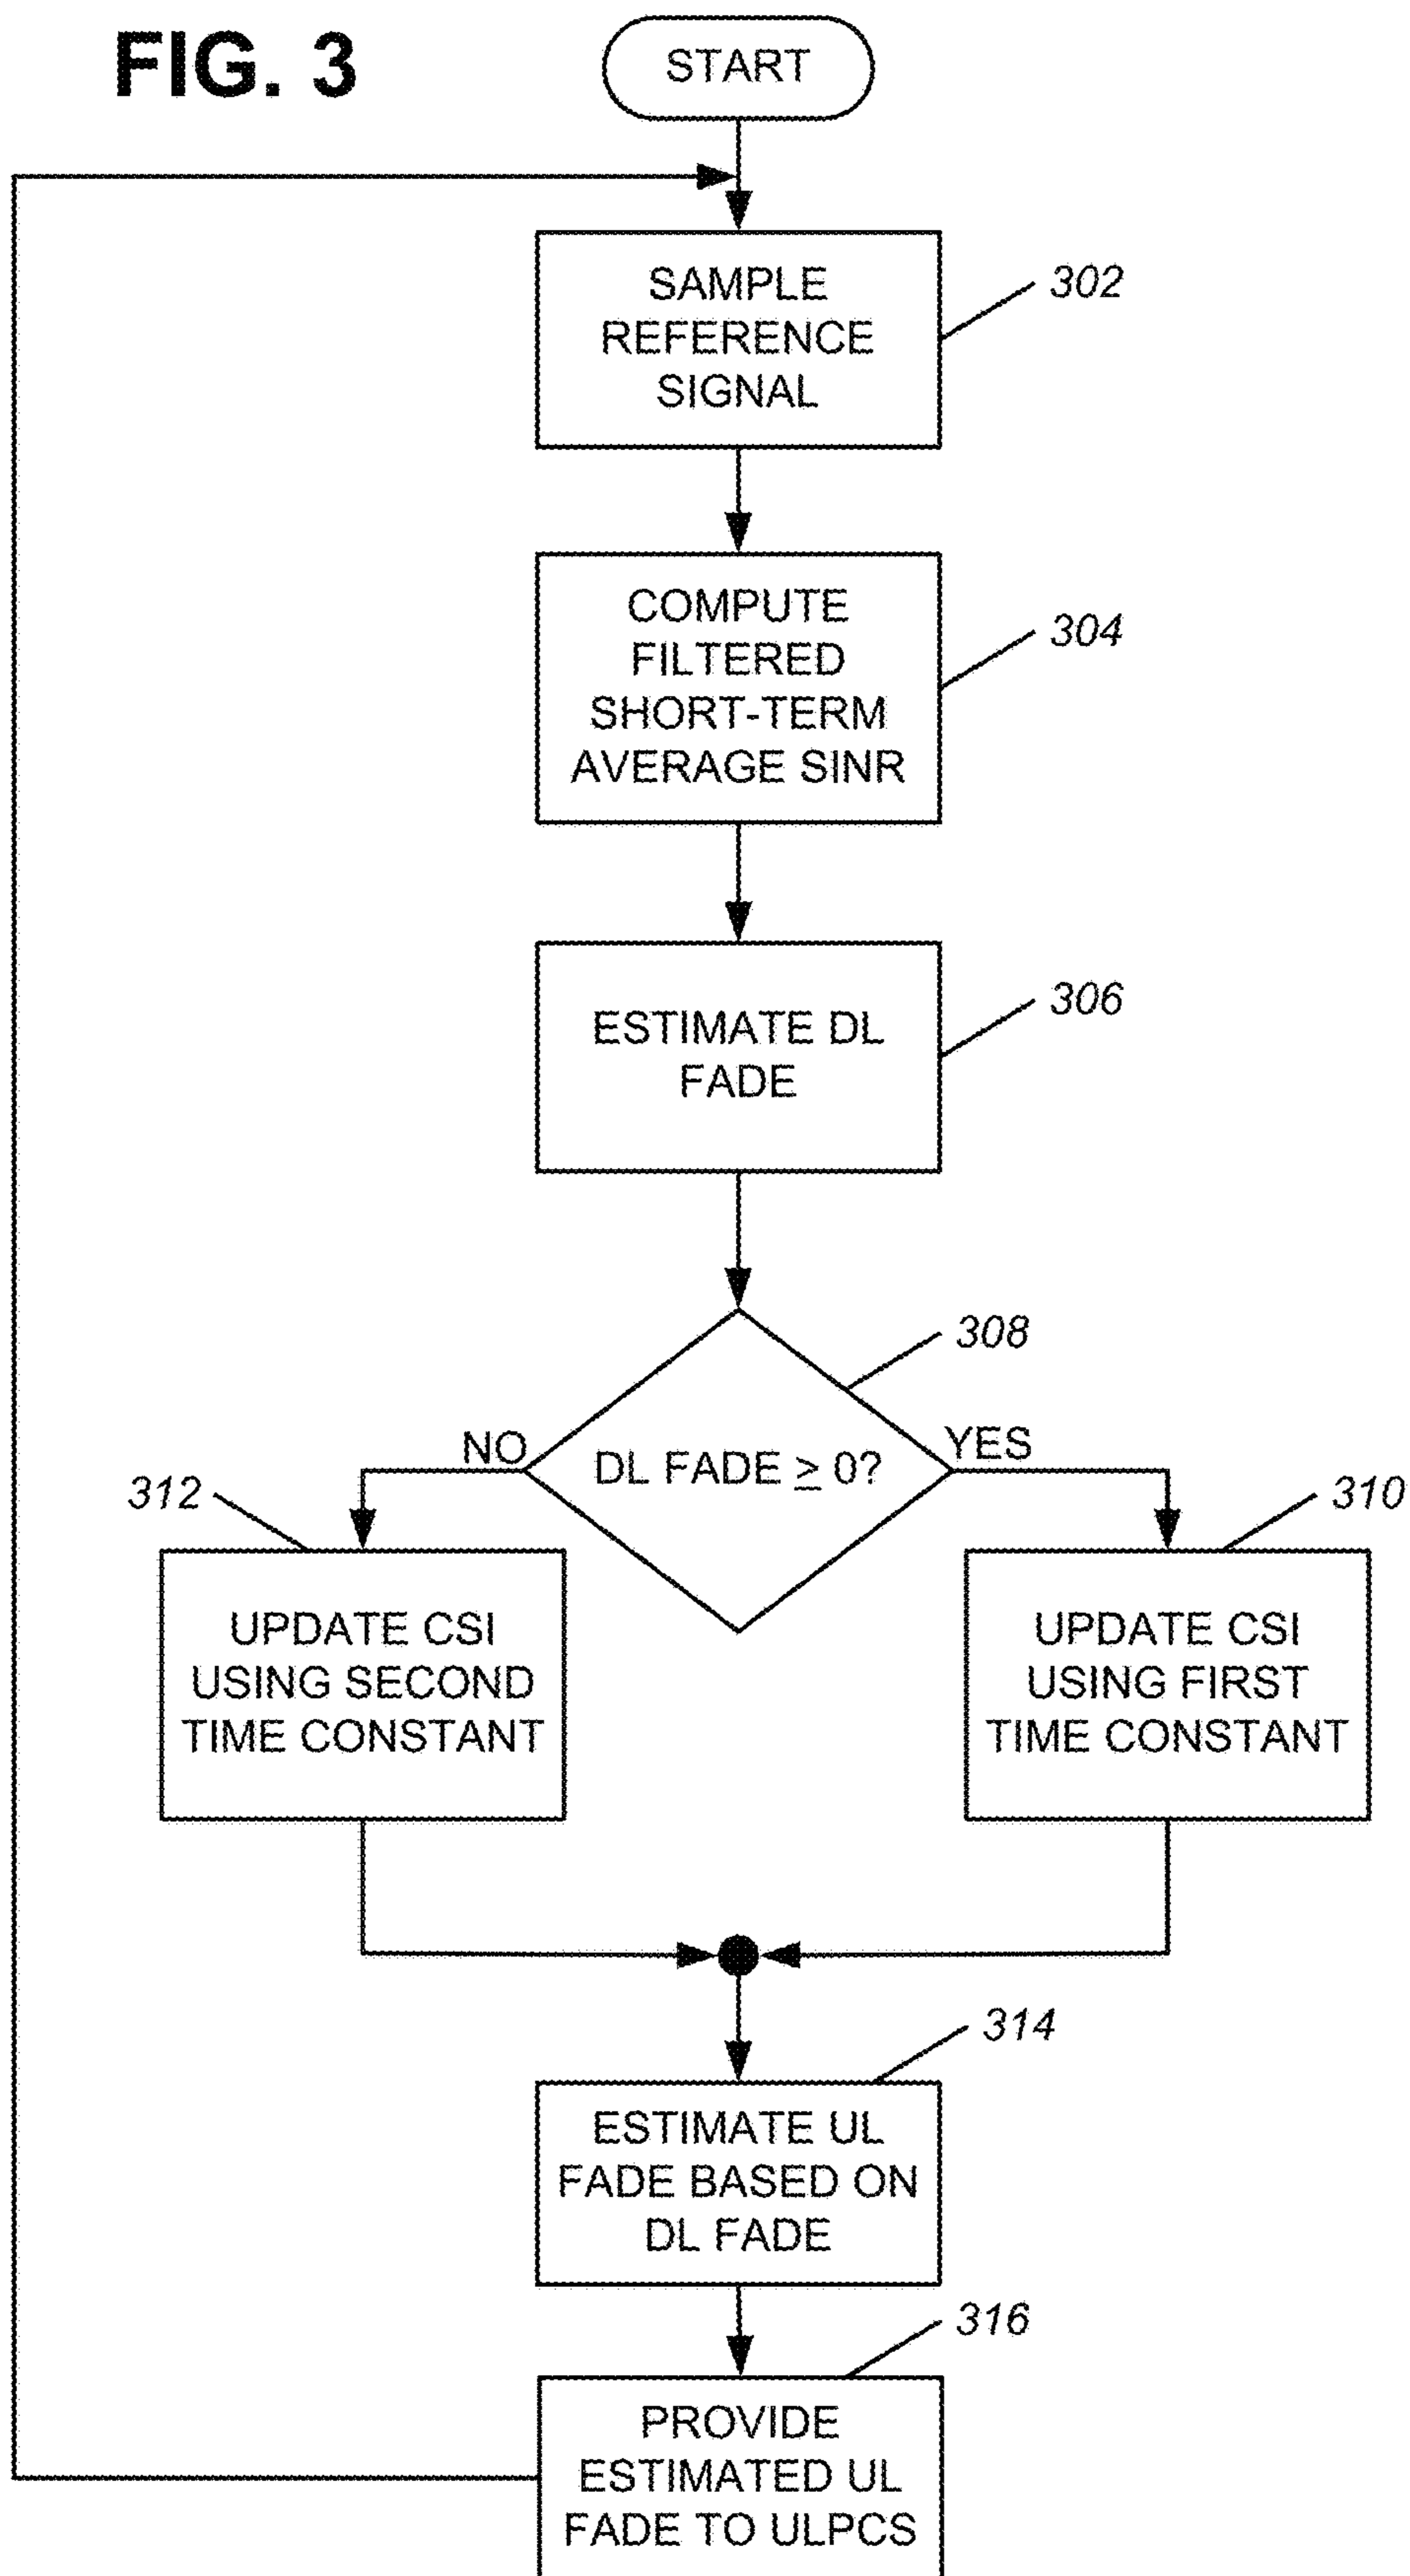 FIG. 3
START
SAMPLE
REFERENCE
SIGNAL
302
COMPUTE
FILTERED
SHORT-TERM
AVERAGE SINR
304
ESTIMATE DL
FADE
306
308
DL FADE ≥ 0?
NO
YES
312
310
UPDATE CSI
USING SECOND
TIME CONSTANT
UPDATE CSI
USING FIRST
TIME CONSTANT
314
ESTIMATE UL
FADE BASED ON
DL FADE
316
PROVIDE
ESTIMATED UL
FADE TO ULPCS